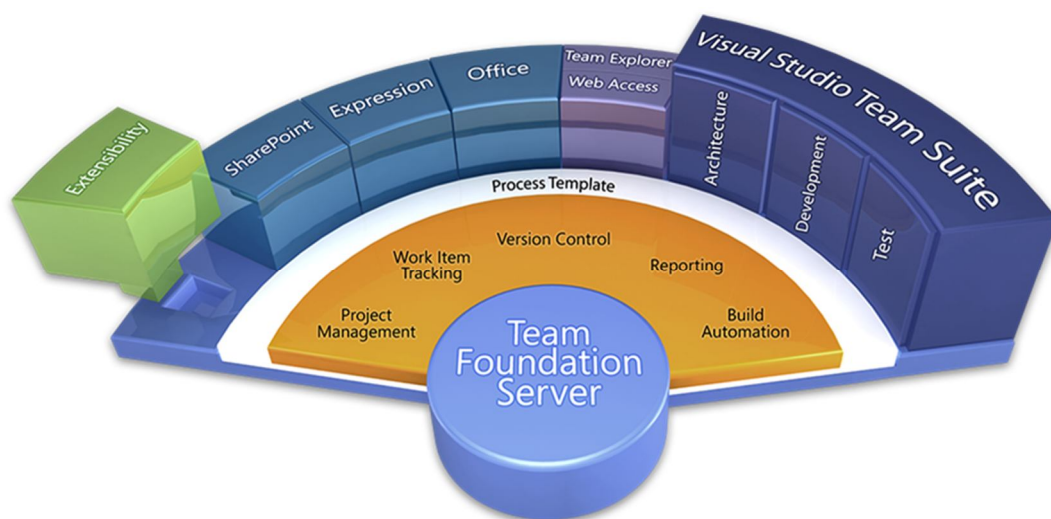 Extensibility
SharePoint
Expression
Office
Team Explorer
Web Access
Visual Studio Team Suite
Architecture
Development
Test
Process Template
Project
Management
Work Item
Tracking
Version Control
Reporting
Build
Automation
Team
Foundation
Server